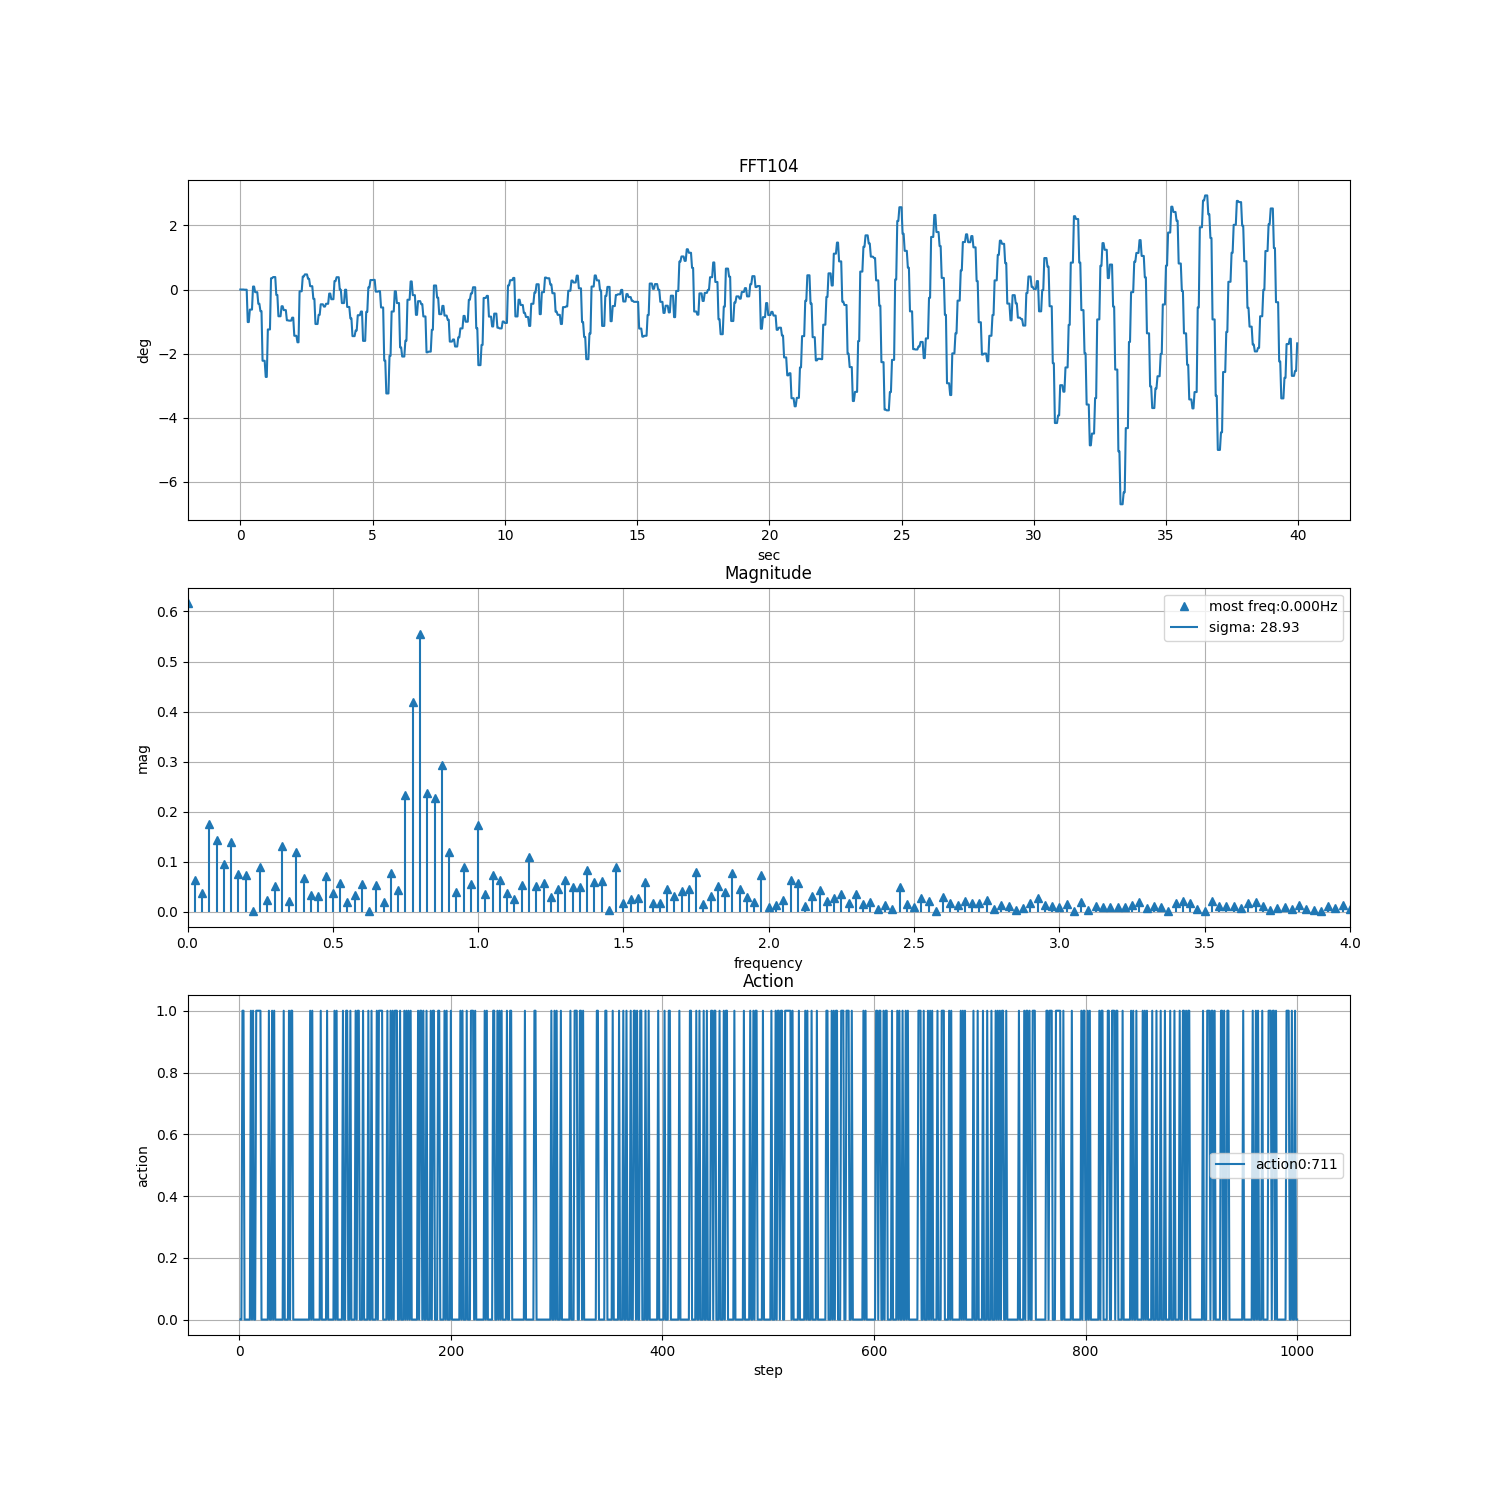 FFT104
2
0
−2
−4
−6
deg
0 5 10 15 20 25 30 35 40
sec
Magnitude
0.6
0.5
0.4
0.3
0.2
0.1
0.0
mag
most freq:0.000Hz
sigma: 28.93
0.0 0.5 1.0 1.5 2.0 2.5 3.0 3.5 4.0
frequency
Action
1.0
0.8
0.6
0.4
0.2
0.0
action
action0:711
0 200 400 600 800 1000
step